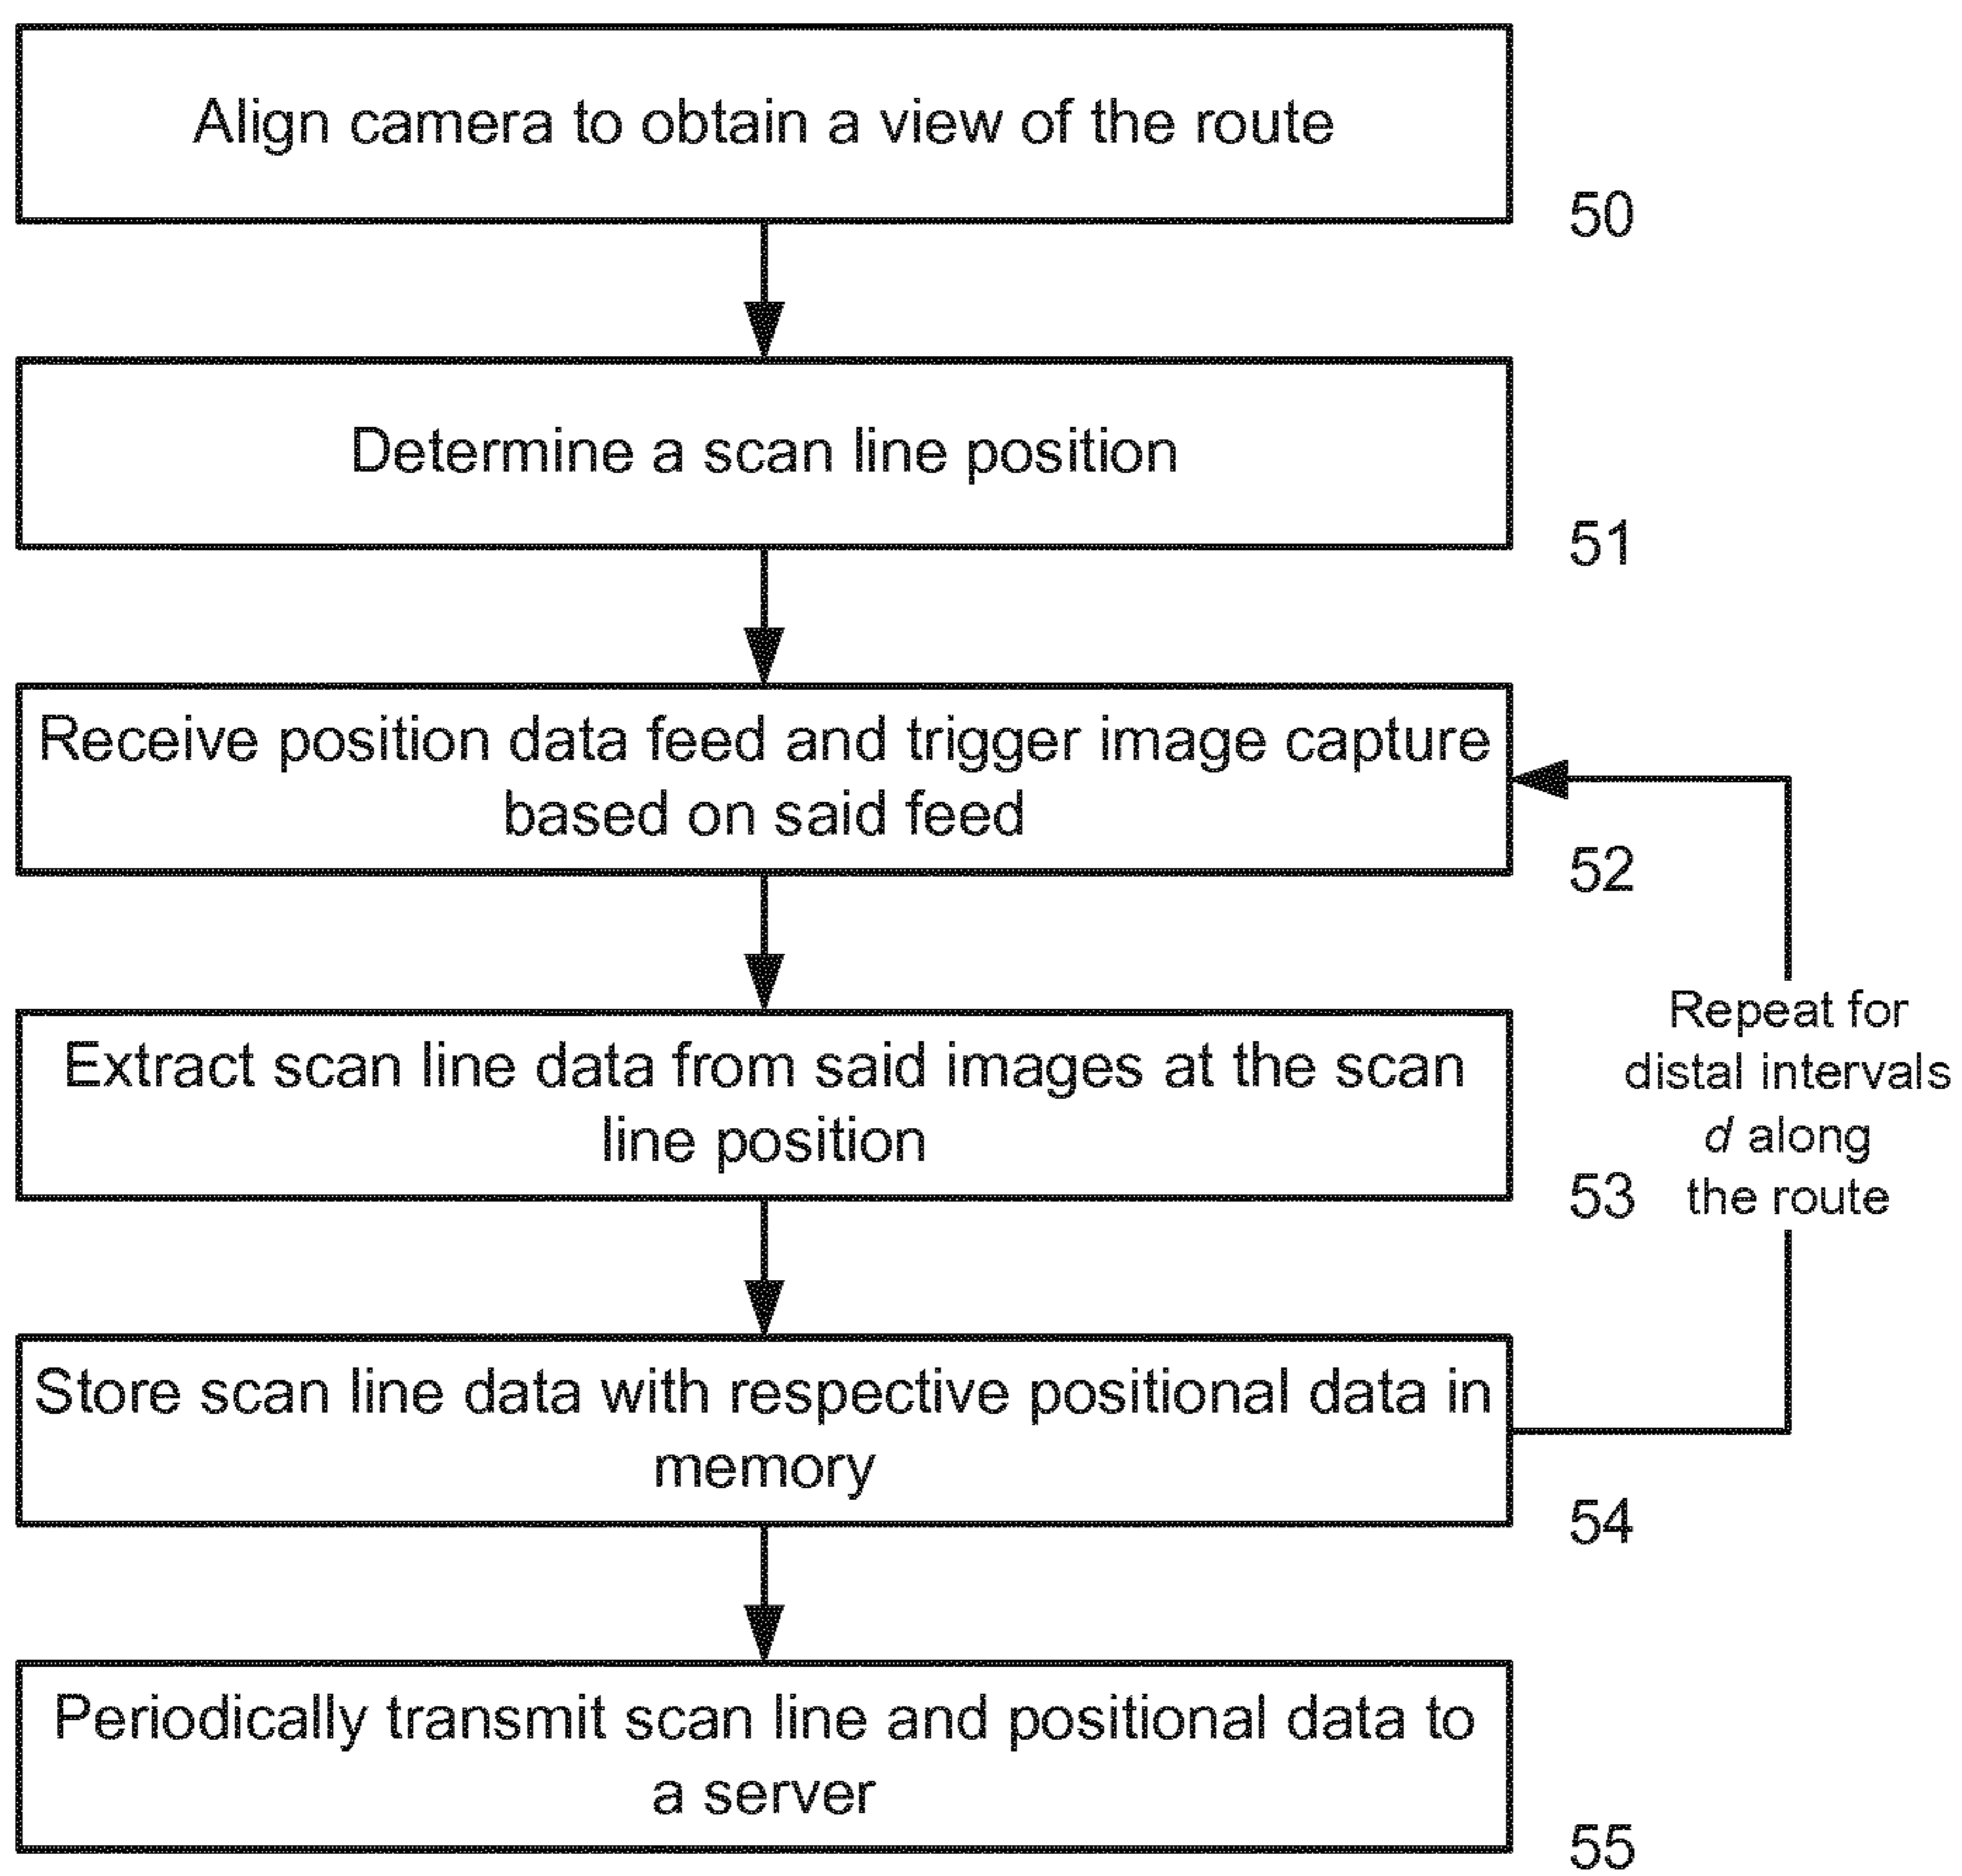 Align camera to obtain a view of the route
50
Determine a scan line position
51
Receive position data feed and trigger image capture
based on said feed
52
Extract scan line data from said images at the scan
line position
53
Repeat for
distal intervals
d along
the route
Store scan line data with respective positional data in
memory
54
Periodically transmit scan line and positional data to
a server
55